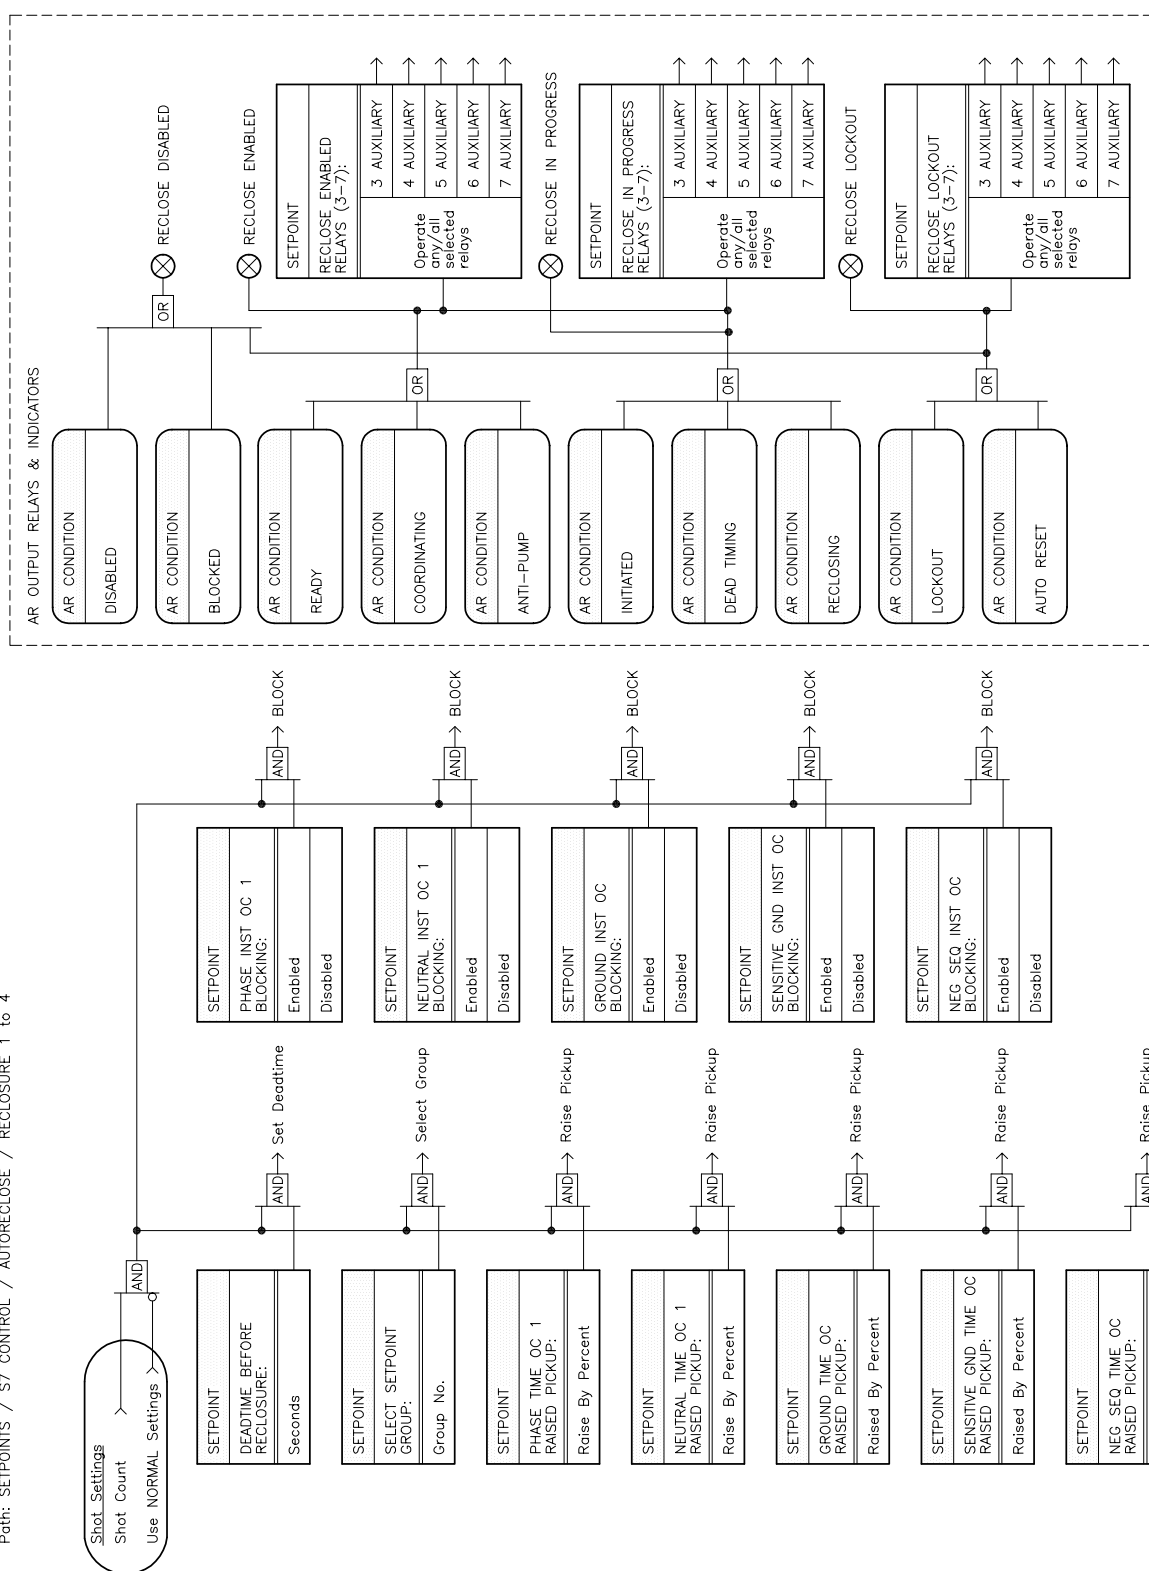 Path: SETPOINTS / S7 CONTROL / AUTORECLOSE / RECLOSURE 1 to 4
Shot Settings
Shot Count
Use NORMAL Settings
AND
SETPOINT
DEADTIME BEFORE
RECLOSURE:
Seconds
AND
Set Deadtime
SETPOINT
SELECT SETPOINT
GROUP:
Group No.
AND
Select Group
SETPOINT
PHASE TIME OC 1
RAISED PICKUP:
Raise By Percent
AND
Raise Pickup
SETPOINT
NEUTRAL TIME OC 1
RAISED PICKUP:
Raise By Percent
AND
Raise Pickup
SETPOINT
GROUND TIME OC
RAISED PICKUP:
Raised By Percent
AND
Raise Pickup
SETPOINT
SENSITIVE GND TIME OC
RAISED PICKUP:
Raised By Percent
AND
Raise Pickup
SETPOINT
NEG SEQ TIME OC
RAISED PICKUP:
AND
Raise Pickup
SETPOINT
PHASE INST OC 1
BLOCKING:
Enabled
Disabled
AND
BLOCK
SETPOINT
NEUTRAL INST OC 1
BLOCKING:
Enabled
Disabled
AND
BLOCK
SETPOINT
GROUND INST OC
BLOCKING:
Enabled
Disabled
AND
BLOCK
SETPOINT
SENSITIVE GND INST OC
BLOCKING:
Enabled
Disabled
AND
BLOCK
SETPOINT
NEG SEQ INST OC
BLOCKING:
Enabled
Disabled
AND
BLOCK
AR OUTPUT RELAYS & INDICATORS
AR CONDITION
DISABLED
AR CONDITION
BLOCKED
AR CONDITION
READY
AR CONDITION
COORDINATING
AR CONDITION
ANTI-PUMP
AR CONDITION
INITIATED
AR CONDITION
DEAD TIMING
AR CONDITION
RECLOSING
AR CONDITION
LOCKOUT
AR CONDITION
AUTO RESET
OR
OR
OR
OR
RECLOSE DISABLED
RECLOSE ENABLED
SETPOINT
RECLOSE ENABLED
RELAYS (3-7):
Operate
any/all
selected
relays
3 AUXILIARY
4 AUXILIARY
5 AUXILIARY
6 AUXILIARY
7 AUXILIARY
RECLOSE IN PROGRESS
SETPOINT
RECLOSE IN PROGRESS
RELAYS (3-7):
Operate
any/all
selected
relays
3 AUXILIARY
4 AUXILIARY
5 AUXILIARY
6 AUXILIARY
7 AUXILIARY
RECLOSE LOCKOUT
SETPOINT
RECLOSE LOCKOUT
RELAYS (3-7):
Operate
any/all
selected
relays
3 AUXILIARY
4 AUXILIARY
5 AUXILIARY
6 AUXILIARY
7 AUXILIARY